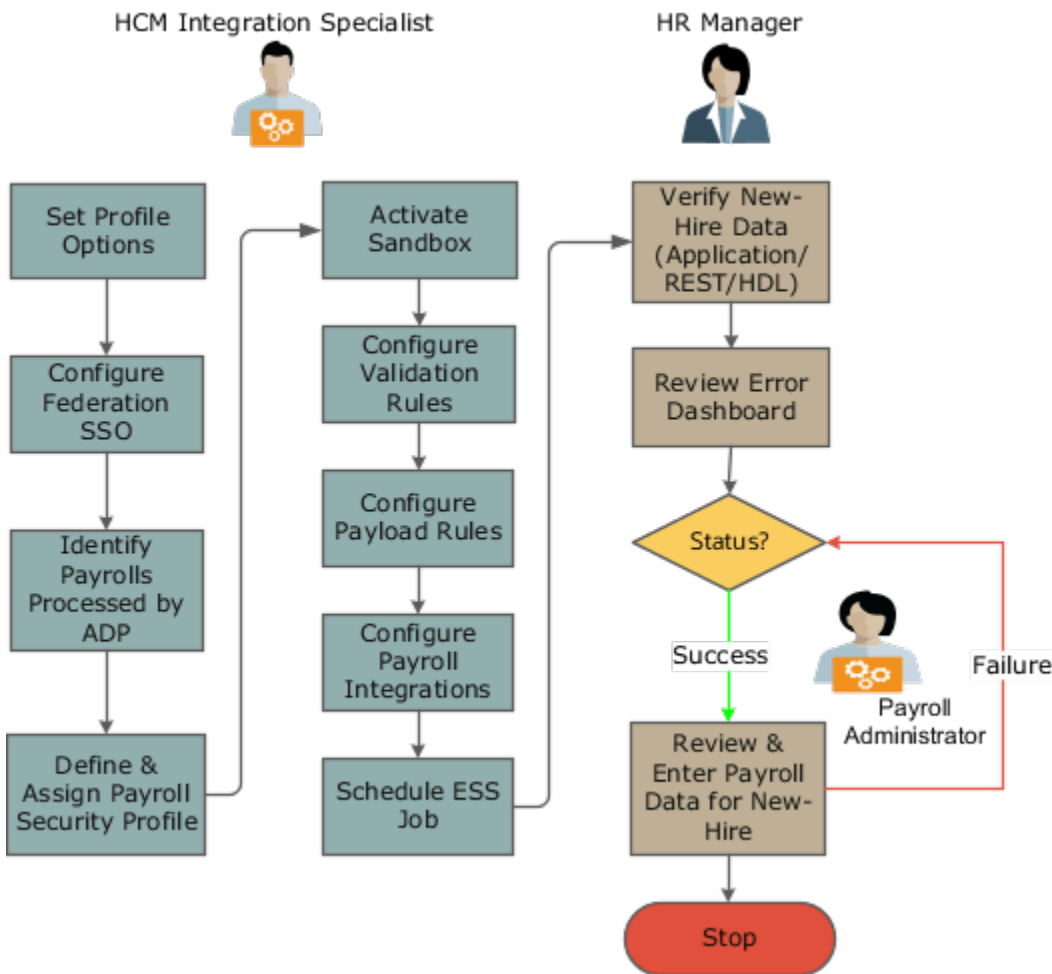 HCM Integration Specialist
HR Manager
Set Profile
Options
Configure
Federation
SSO
Identify
Payrolls
Processed by
ADP
Define &
Assign Payroll
Security Profile
Activate
Sandbox
Configure
Validation
Rules
Configure
Payload Rules
Configure
Payroll
Integrations
Schedule ESS
Job
Verify New-
Hire Data
(Application/
REST/HDL)
Review Error
Dashboard
Status?
Success
Failure
Payroll
Administrator
Review &
Enter Payroll
Data for New-
Hire
Stop